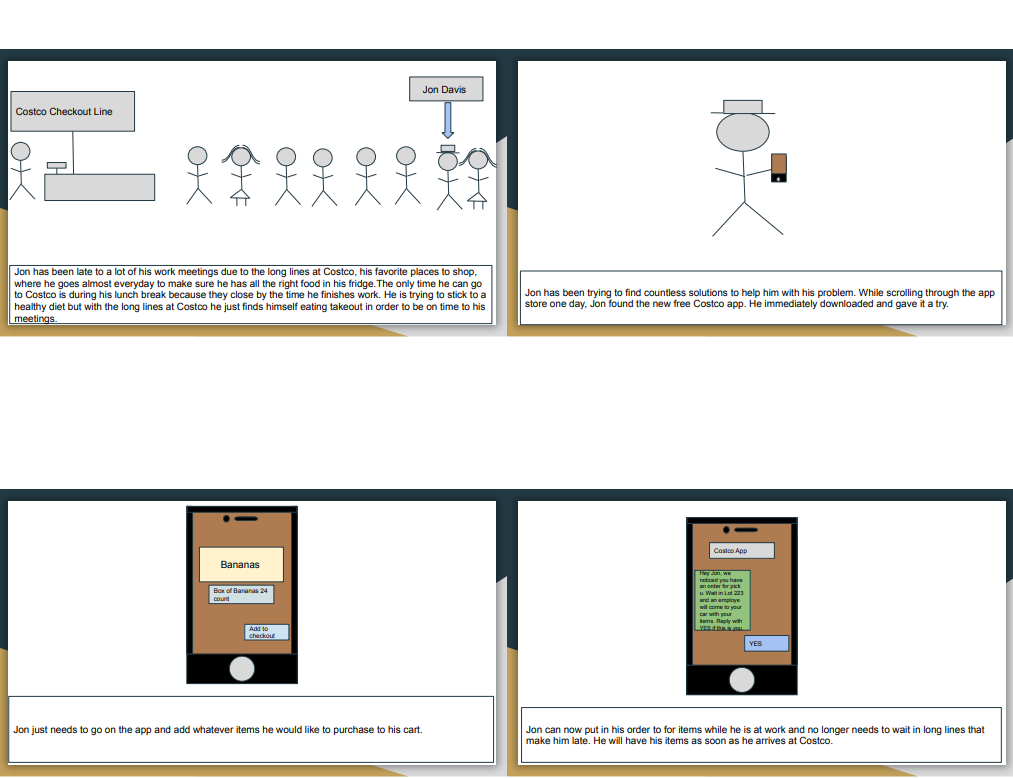 Costco Checkout Line
Jon Davis
Jon has been late to a lot of his work meetings due to the long lines at Costco, his favorite places to shop,
where he goes almost everyday to make sure he has all the right food in his fridge.The only time he can go
to Costco is during his lunch break because they close by the time he finishes work. He is trying to stick to a
healthy diet but with the long lines at Costco he just finds himself eating takeout in order to be on time to his
meetings.
Jon has been trying to find countless solutions to help him with his problem. While scrolling through the app
store one day, Jon found the new free Costco app. He immediately downloaded and gave it a try.
Bananas
Box of Bananas 24
count
Add to
checkout
Jon just needs to go on the app and add whatever items he would like to purchase to his cart.
Costco App
Hey Jon, we
noticed you have
an order for pick
u. Wait in Lot 223
and an employe
will come to your
car with your
items. Reply with
YES if this is you.
YES
Jon can now put in his order to for items while he is at work and no longer needs to wait in long lines that
make him late. He will have his items as soon as he arrives at Costco.